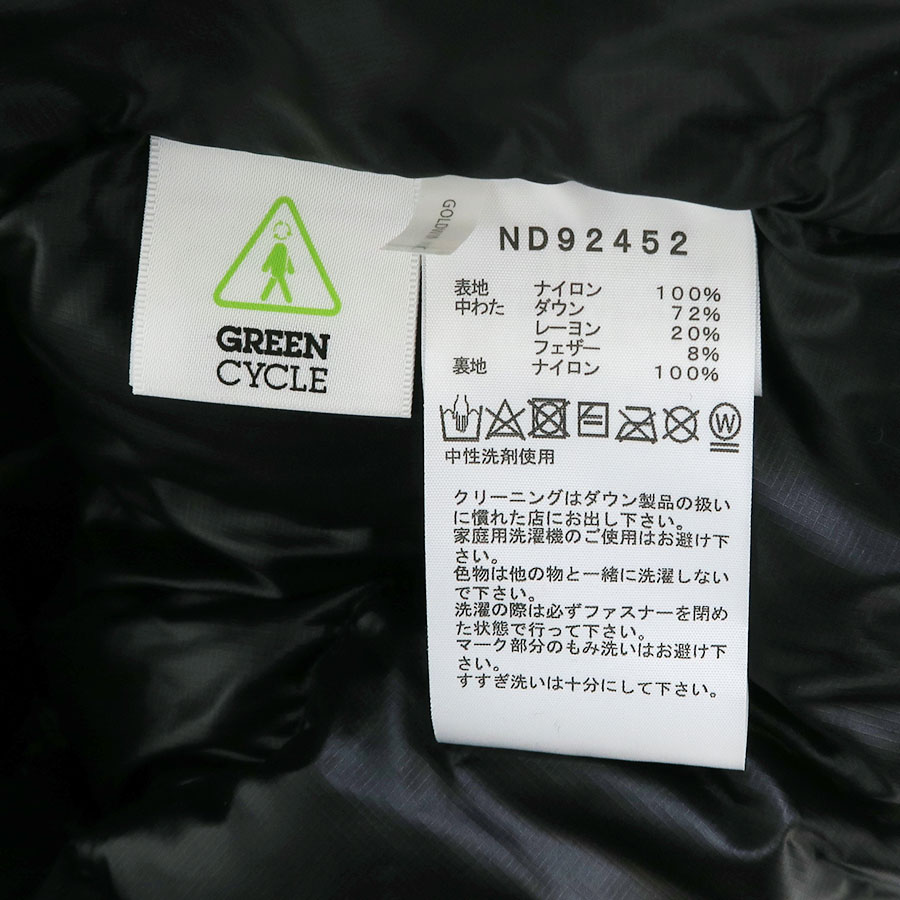 GREEN
CYCLE
GOLDWIN
ND92452
表地 ナイロン 100%
中わた ダウン 72%
レーヨン 20%
フェザー 8%
裏地 ナイロン 100%
W
中性洗剤使用
クリーニングはダウン製品の扱い
に慣れた店にお出し下さい。
家庭用洗濯機のご使用はお避け下
さい。
色物は他の物と一緒に洗濯しない
で下さい。
洗濯の際は必ずファスナーを閉め
た状態で行って下さい。
マーク部分のもみ洗いはお避け下
さい。
すすぎ洗いは十分にして下さい。